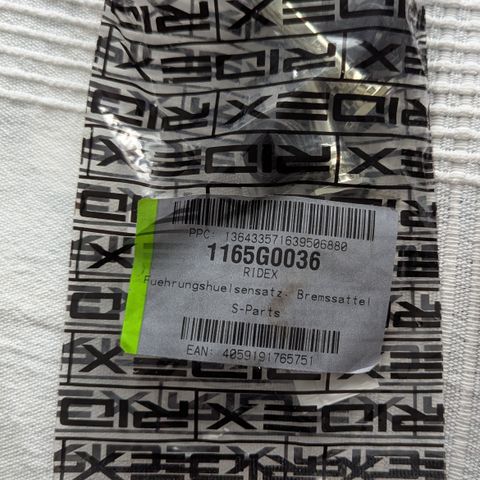 PPC: 136433571639506880
1165G0036
RIDEX
Fuehrungshuelsensatz. Bremssattel
S-Parts
EAN: 4059191765751